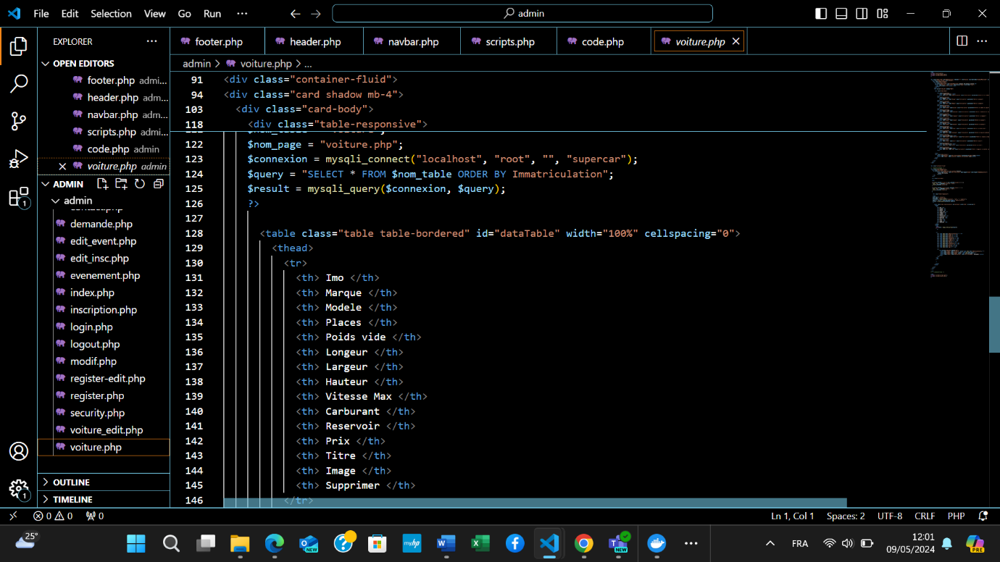 File Edit Selection View Go Run ··· admin
EXPLORER ···
OPEN EDITORS
footer.php admi...
header.php adm...
navbar.php adm...
scripts.php admi...
code.php admin
voiture.php admin
ADMIN
admin
demande.php
edit_event.php
edit_insc.php
evenement.php
index.php
inscription.php
login.php
logout.php
modif.php
register-edit.php
register.php
security.php
voiture_edit.php
voiture.php
OUTLINE
TIMELINE
1
1
footer.php header.php navbar.php scripts.php code.php voiture.php ···
admin > voiture.php > ...
91 <div class="container-fluid">
94 <div class="card shadow mb-4">
103 <div class="card-body">
118 <div class="table-responsive">
122 $nom_page = "voiture.php";
123 $connexion = mysqli_connect("localhost", "root", "", "supercar");
124 $query = "SELECT * FROM $nom_table ORDER BY Immatriculation";
125 $result = mysqli_query($connexion, $query);
126 ?>
127
128 <table class="table table-bordered" id="dataTable" width="100%" cellspacing="0">
129 <thead>
130 <tr>
131 <th> Imo </th>
132 <th> Marque </th>
133 <th> Modele </th>
134 <th> Places </th>
135 <th> Poids vide </th>
136 <th> Longeur </th>
137 <th> Largeur </th>
138 <th> Hauteur </th>
139 <th> Vitesse Max </th>
140 <th> Carburant </th>
141 <th> Reservoir </th>
142 <th> Prix </th>
143 <th> Titre </th>
144 <th> Image </th>
145 <th> Supprimer </th>
146 </tr>
0 0 0 Ln 1, Col 1 Spaces: 2 UTF-8 CRLF PHP
25° NEW myhp NEW FRA 12:01 PRE
09/05/2024